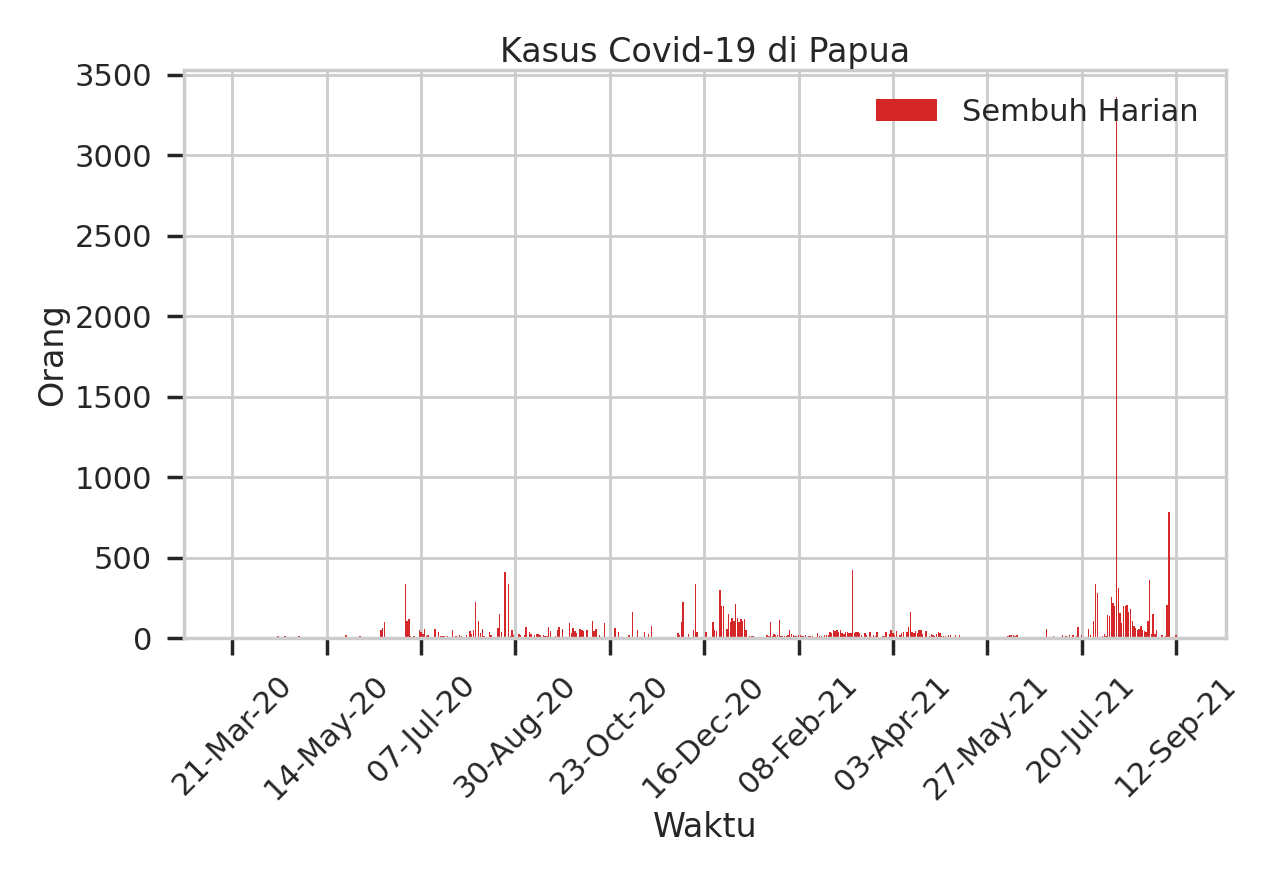 Kasus Covid-19 di Papua
Sembuh Harian
Orang
3500
3000
2500
2000
1500
1000
500
0
21-Mar-20
14-May-20
07-Jul-20
30-Aug-20
23-Oct-20
16-Dec-20
08-Feb-21
03-Apr-21
27-May-21
20-Jul-21
12-Sep-21
Waktu